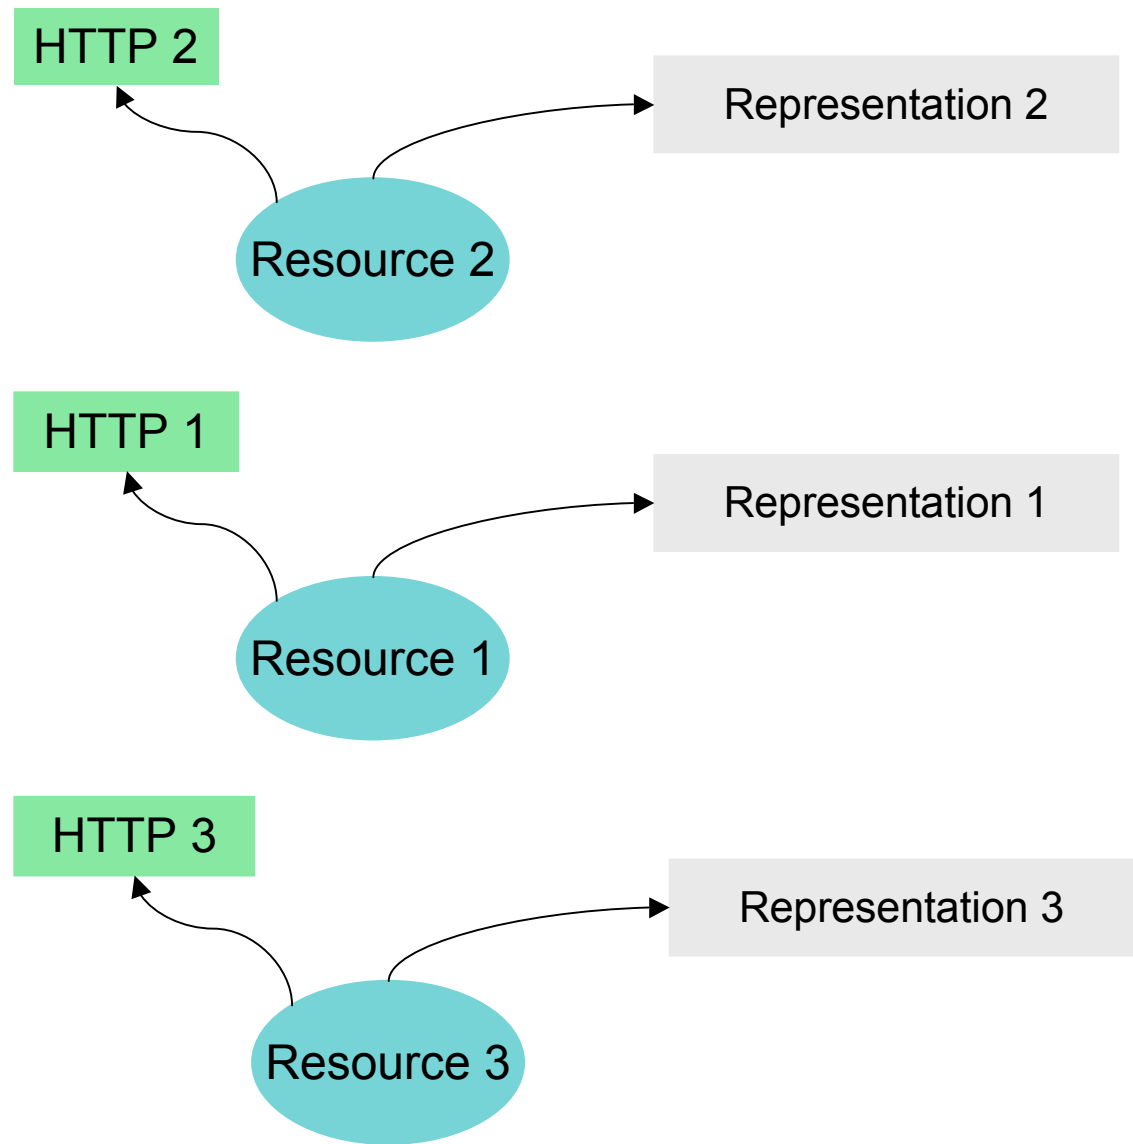 HTTP 2
Representation 2
Resource 2
HTTP 1
Representation 1
Resource 1
HTTP 3
Representation 3
Resource 3